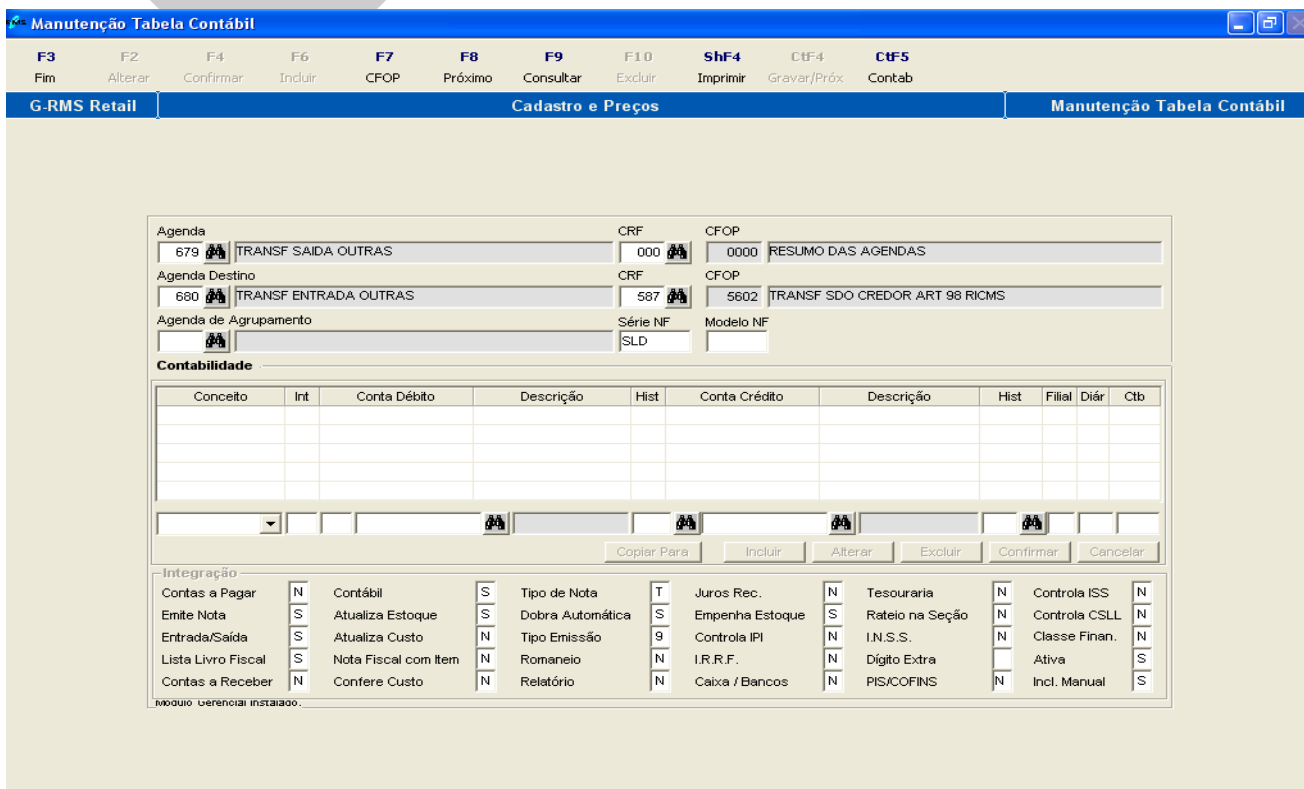 Manutenção Tabela Contábil
F3 F2 F4 F6 F7 F8 F9 F10 ShF4 CtF4 CtF5
Fim Alterar Confirmar Incluir CFOP Próximo Consultar Excluir Imprimir Gravar/Próx Contab
G-RMS Retail Cadastro e Preços Manutenção Tabela Contábil
Agenda CRF CFOP
679 TRANSF SAIDA OUTRAS 000 0000 RESUMO DAS AGENDAS
Agenda Destino CRF CFOP
680 TRANSF ENTRADA OUTRAS 587 5602 TRANSF SDO CREDOR ART 98 RICMS
Agenda de Agrupamento Série NF Modelo NF
SLD
Contabilidade
Conceito Int Conta Débito Descrição Hist Conta Crédito Descrição Hist Filial Diár Ctb
Copiar Para Incluir Alterar Excluir Confirmar Cancelar
Integração
Contas a Pagar N Contábil S Tipo de Nota T Juros Rec. N Tesouraria N Controla ISS N
Emite Nota S Atualiza Estoque S Dobra Automática S Empenha Estoque S Rateio na Seção N Controla CSLL N
Entrada/Saída S Atualiza Custo N Tipo Emissão 9 Controla IPI N I.N.S.S. N Classe Finan. N
Lista Livro Fiscal S Nota Fiscal com Item N Romaneio N I.R.R.F. N Dígito Extra Ativa S
Contas a Receber N Confere Custo N Relatório N Caixa / Bancos N PIS/COFINS N Incl. Manual S
Módulo Gerencial Instalado.